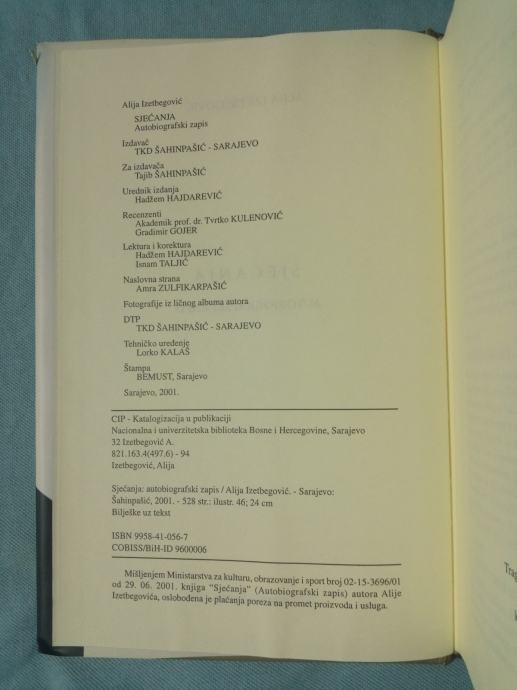 Alija Izetbegović
SJEĆANJA
Autobiografski zapis
Izdavač
TKD ŠAHINPAŠIĆ - SARAJEVO
Za izdavača
Tajib ŠAHINPAŠIĆ
Urednik izdanja
Hadžem HAJDAREVIĆ
Recenzenti
Akademik prof. dr. Tvrtko KULENOVIĆ
Gradimir GOJER
Lektura i korektura
Hadžem HAJDAREVIĆ
Isnam TALJIĆ
Naslovna strana
Amra ZULFIKARPAŠIĆ
Fotografije iz ličnog albuma autora
DTP
TKD ŠAHINPAŠIĆ - SARAJEVO
Tehničko uređenje
Lorko KALAŠ
Štampa
BEMUST, Sarajevo
Sarajevo, 2001.
CIP - Katalogizacija u publikaciji
Nacionalna i univerzitetska biblioteka Bosne i Hercegovine, Sarajevo
32 Izetbegović A.
821.163.4(497.6) - 94
Izetbegović, Alija
Sjećanja: autobiografski zapis / Alija Izetbegović. - Sarajevo:
Šahinpašić, 2001. - 528 str.: ilustr. 46; 24 cm
Bilješke uz tekst
ISBN 9958-41-056-7
COBISS/BiH-ID 9600006
Mišljenjem Ministarstva za kulturu, obrazovanje i sport broj 02-15-3696/01
od 29. 06. 2001. knjiga "Sjećanja" (Autobiografski zapis) autora Alije
Izetbegovića, oslobođena je plaćanja poreza na promet proizvoda i usluga.